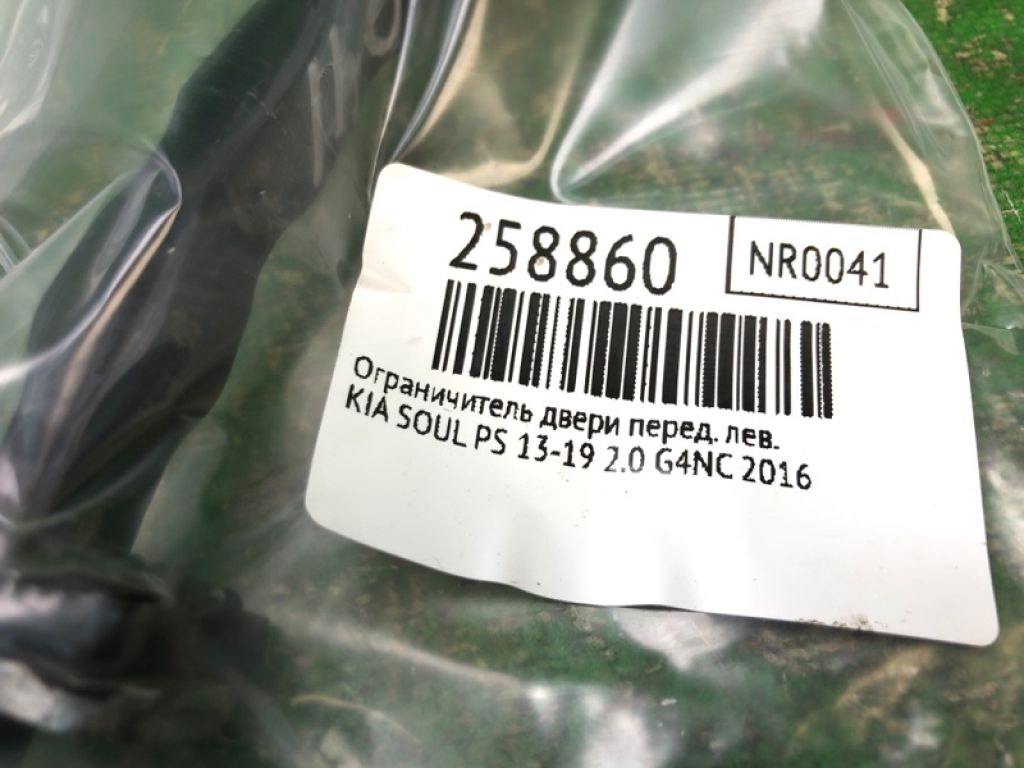 258860
NR0041
Ограничитель двери перед. лев.
KIA SOUL PS 13-19 2.0 G4NC 2016